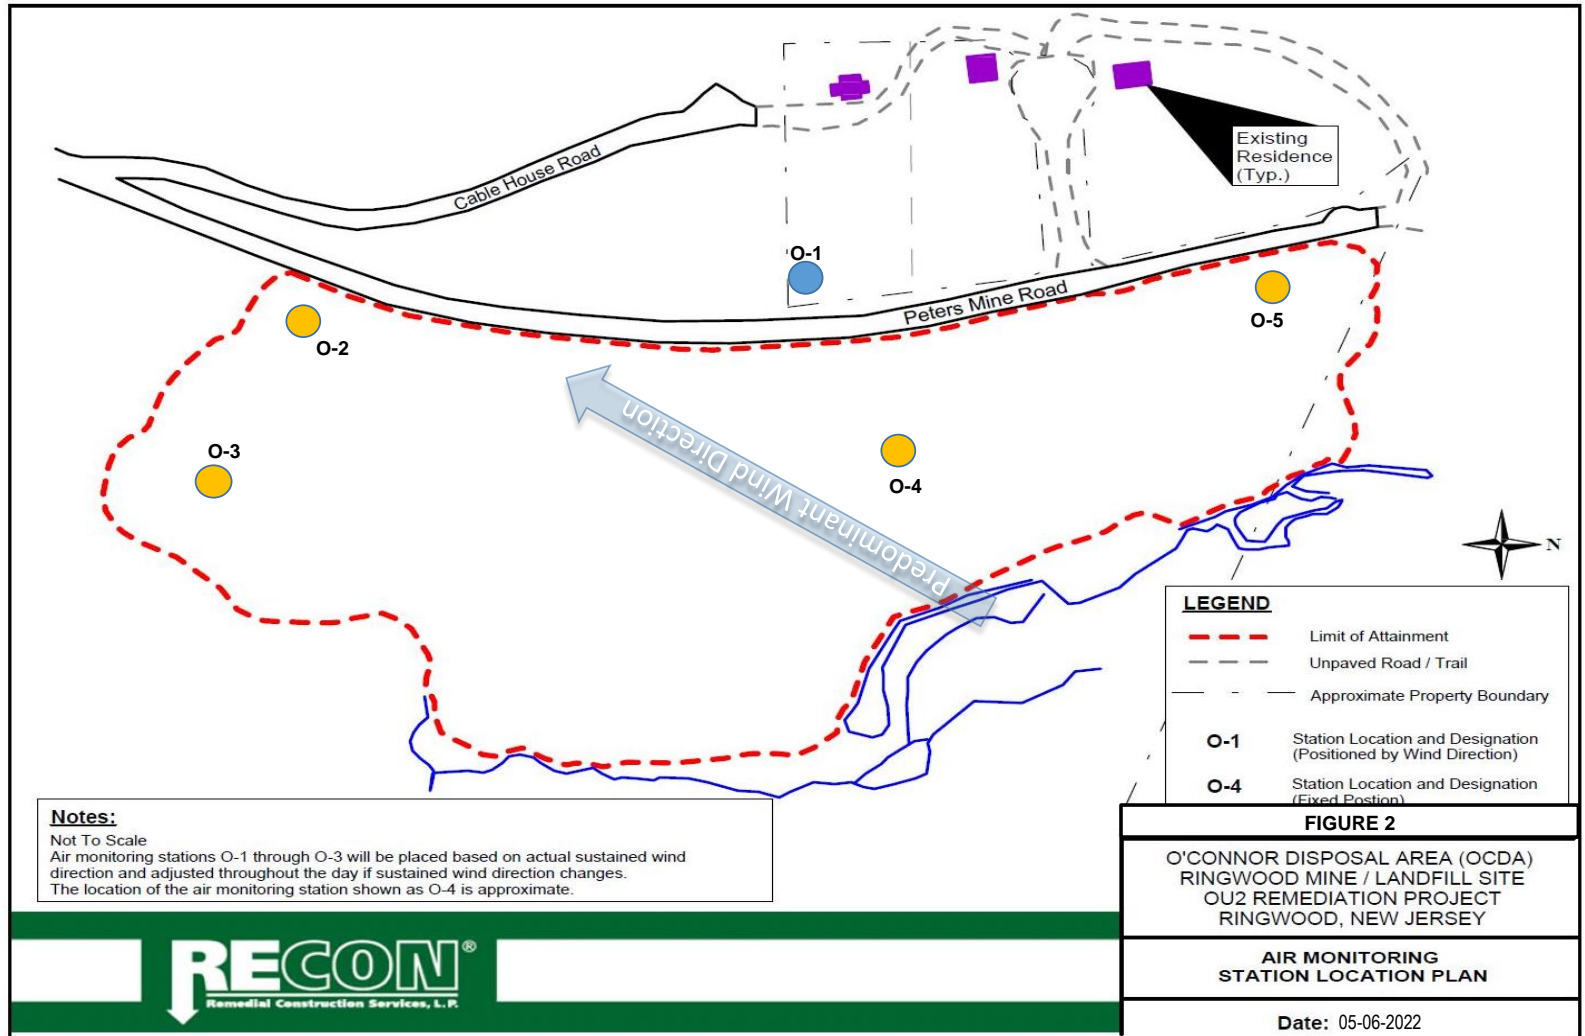 Existing
Residence
(Typ.)
Cable House Road
O-1
Peters Mine Road
O-5
O-2
Predominant Wind Direction
O-3
O-4
N
LEGEND
Limit of Attainment
Unpaved Road / Trail
Approximate Property Boundary
O-1 Station Location and Designation
(Positioned by Wind Direction)
O-4 Station Location and Designation
(Fixed Postion)
Notes:
Not To Scale
Air monitoring stations O-1 through O-3 will be placed based on actual sustained wind
direction and adjusted throughout the day if sustained wind direction changes.
The location of the air monitoring station shown as O-4 is approximate.
FIGURE 2
O'CONNOR DISPOSAL AREA (OCDA)
RINGWOOD MINE / LANDFILL SITE
OU2 REMEDIATION PROJECT
RINGWOOD, NEW JERSEY
AIR MONITORING
STATION LOCATION PLAN
Date: 05-06-2022
RECON®
Remedial Construction Services, L.P.